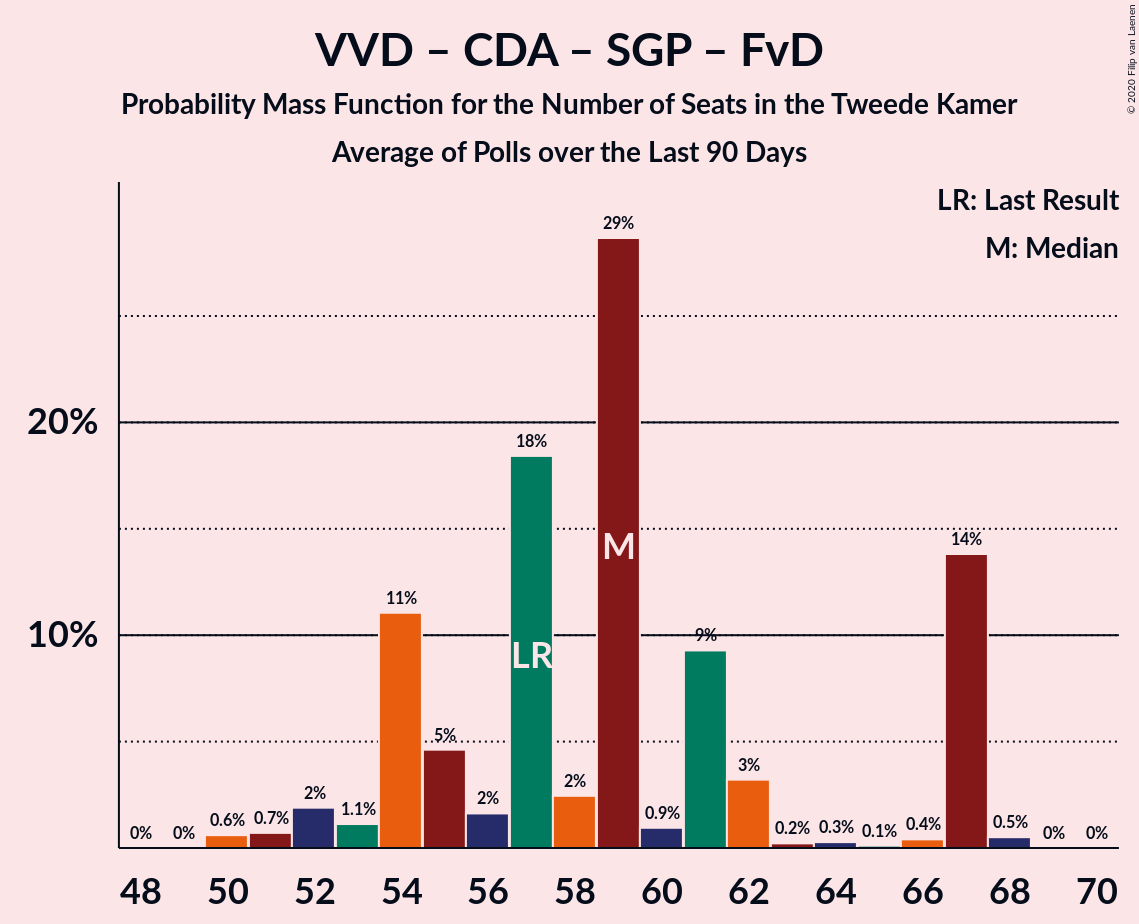 VVD – CDA – SGP – FvD
Probability Mass Function for the Number of Seats in the Tweede Kamer
Average of Polls over the Last 90 Days
© 2020 Filip van Laenen
LR: Last Result
M: Median
29%
20%
18%
M
14%
11%
10%
9%
LR
5%
3%
2%
2%
2%
1.1%
0%
0%
0.6%
0.7%
0.9%
0.2%
0.3%
0.1%
0.4%
0.5%
0%
0%
48 50 52 54 56 58 60 62 64 66 68 70